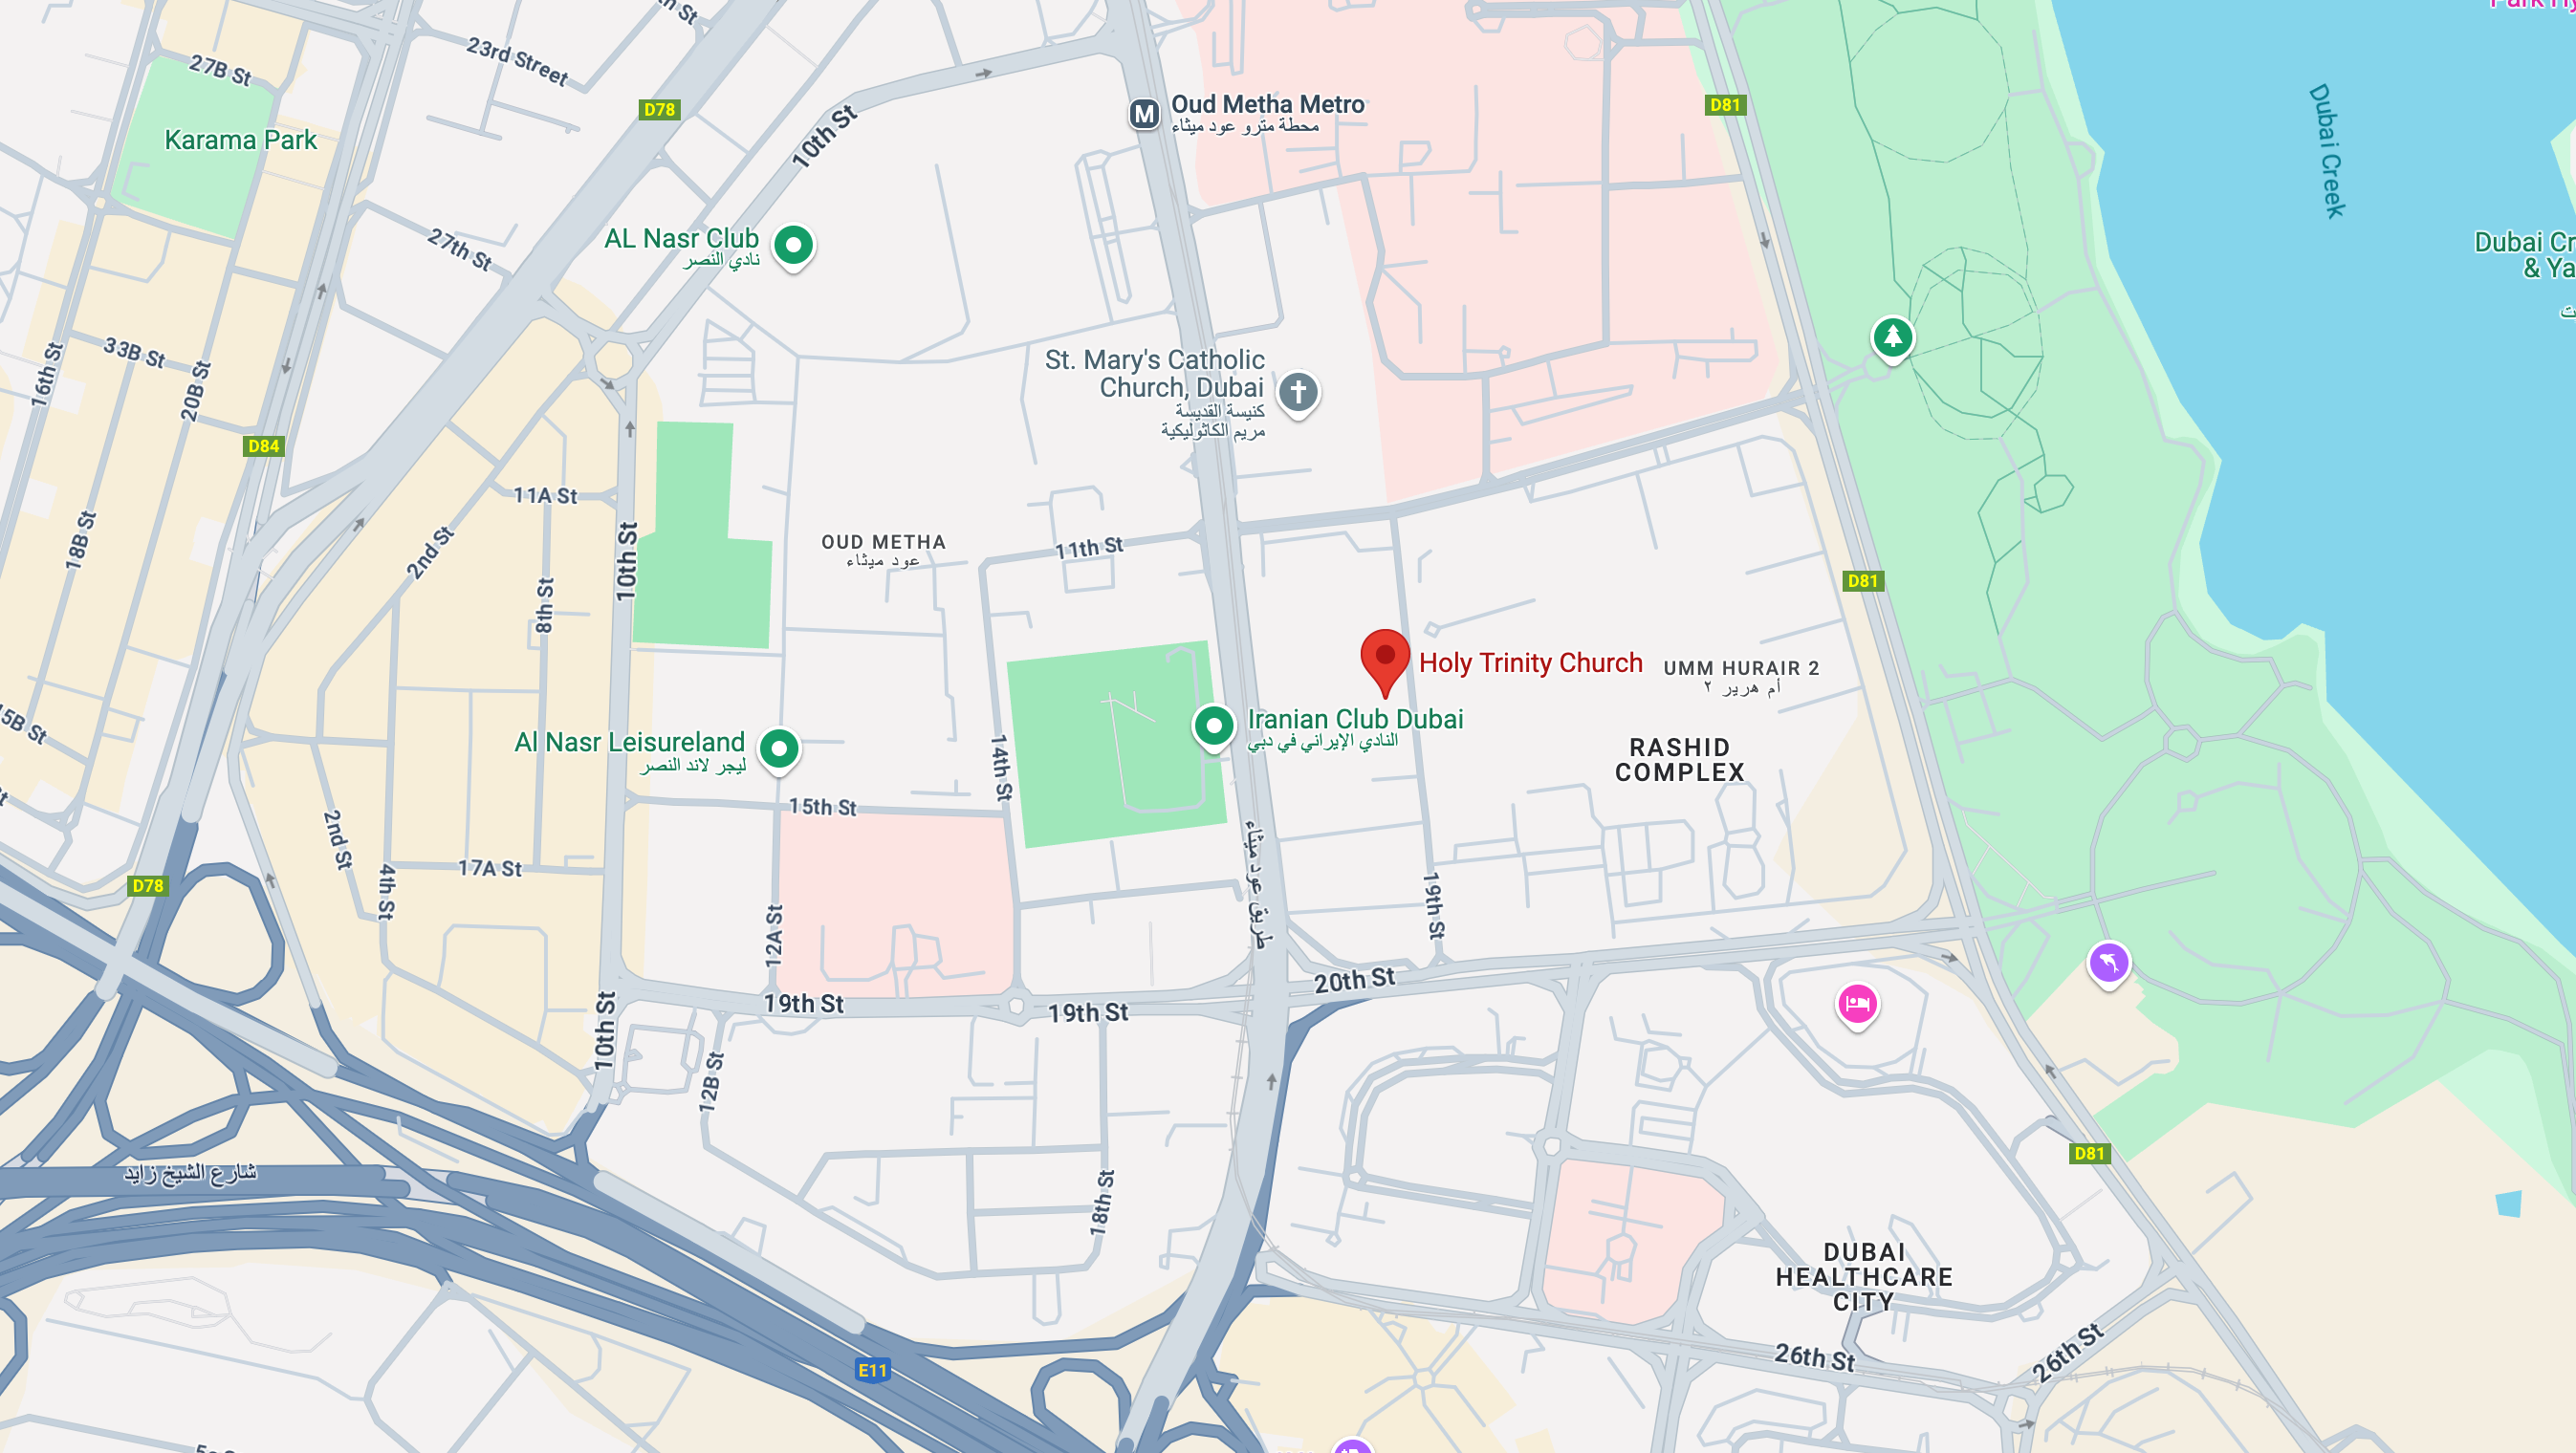 27B St
23rd Street
Karama Park
D78
10th St
Oud Metha Metro
محطة مترو عود ميثاء
D81
Dubai Creek
27th St
AL Nasr Club
نادي النصر
Dubai Cr
& Ya
33B St
16th St
20B St
St. Mary's Catholic
Church, Dubai
كنيسة القديسة
مريم الكاثوليكية
D84
11A St
2nd St
18B St
8th St
10th St
OUD METHA
عود ميثاء
11th St
D81
Holy Trinity Church
UMM HURAIR 2
أم هرير ٢
Iranian Club Dubai
النادي الإيراني في دبي
Al Nasr Leisureland
ليجر لاند النصر
RASHID
COMPLEX
15B St
14th St
15th St
2nd St
4th St
17A St
D78
12A St
طريق عود ميثاء
19th St
19th St
19th St
20th St
10th St
12B St
18th St
شارع الشيخ زايد
D81
DUBAI
HEALTHCARE
CITY
26th St
26th St
E11